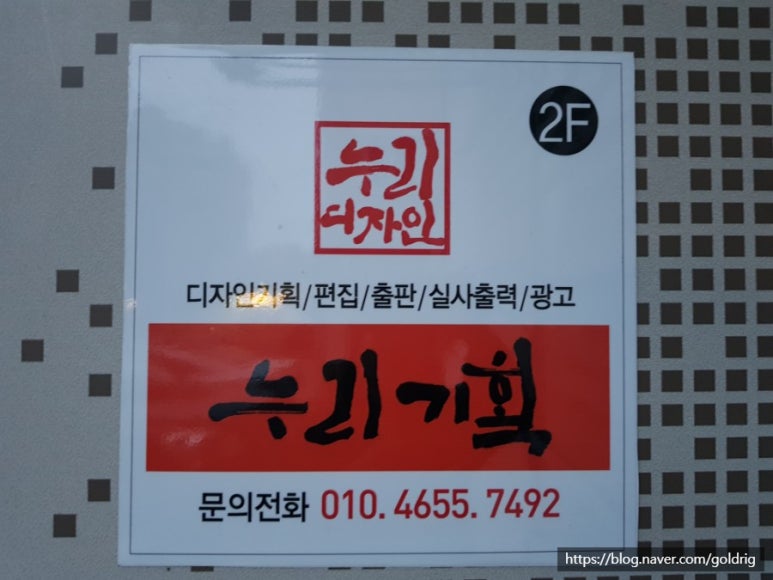 2F
누리
디자인
디자인기획/편집/출판/실사출력/광고
누리기획
문의전화 010. 4655. 7492
https://blog.naver.com/goldrig